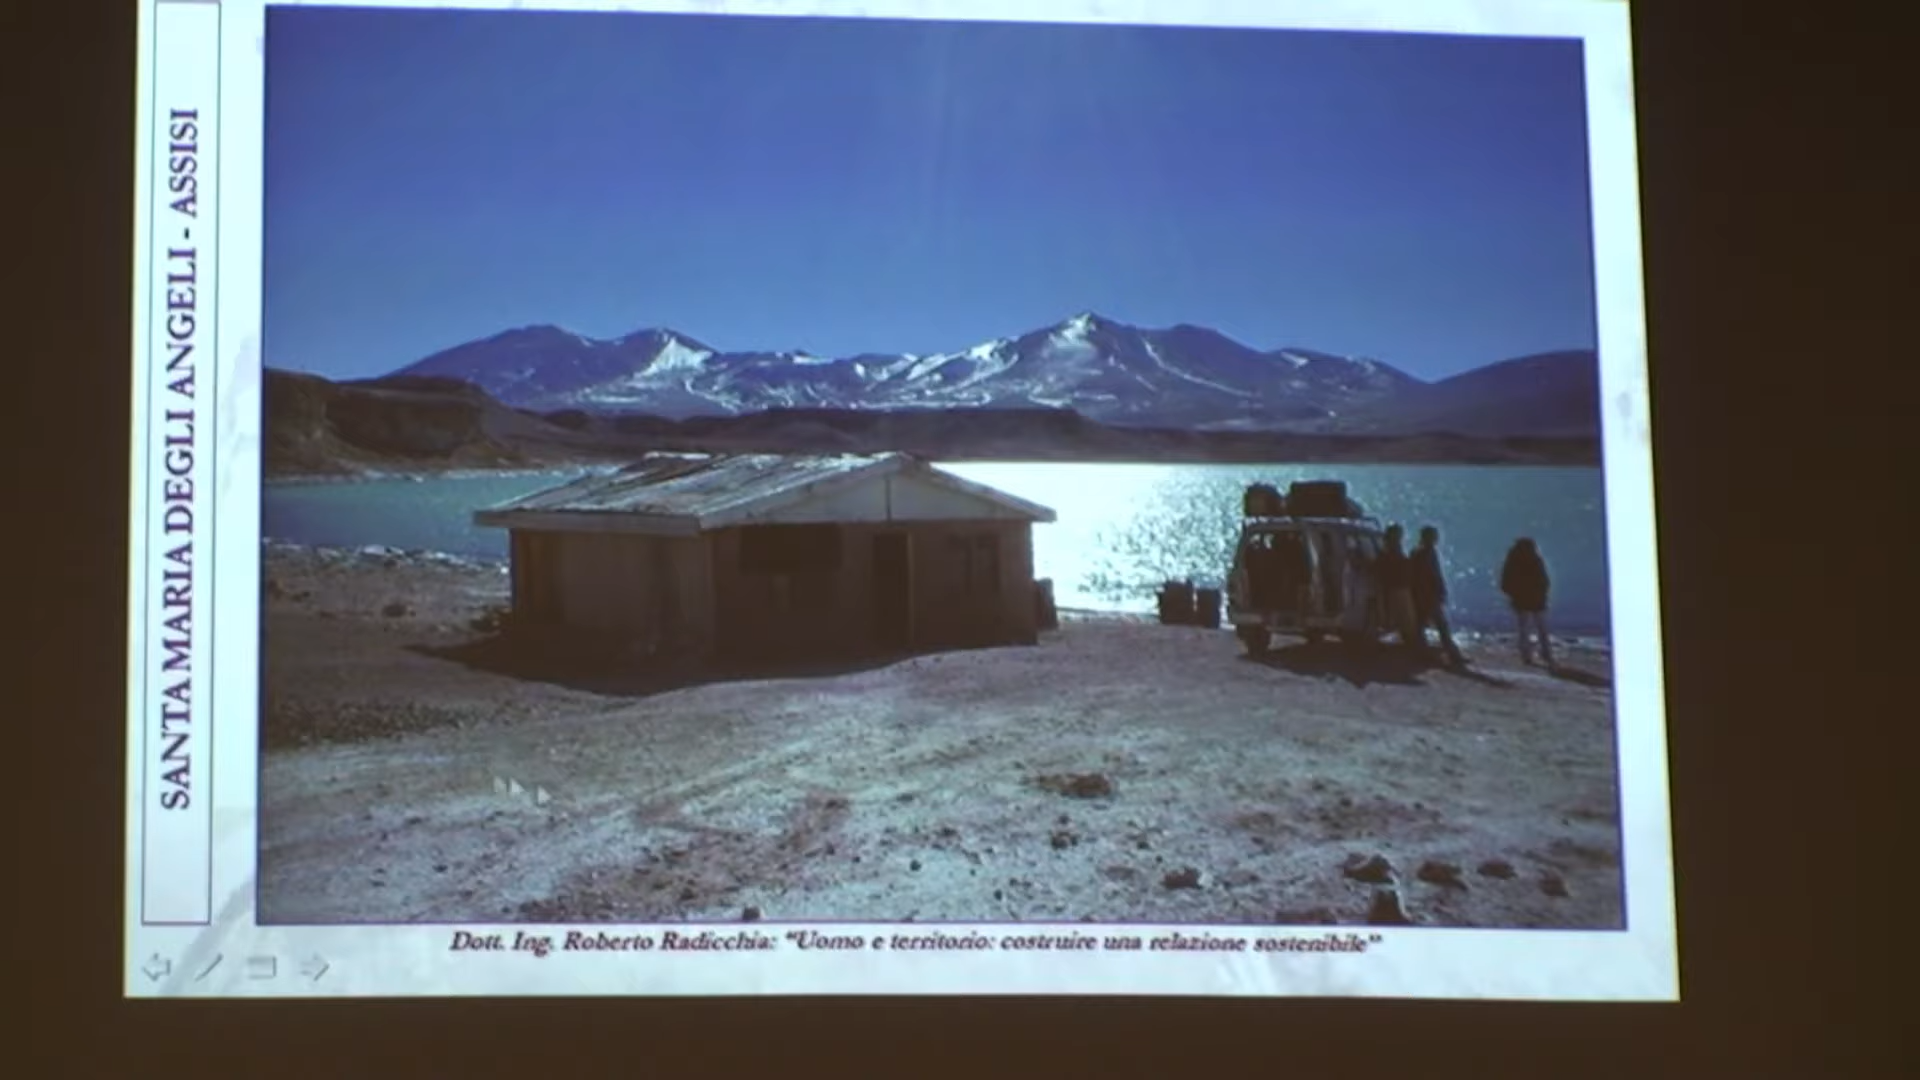 SANTA MARIA DEGLI ANGELI - ASSISI
Dott. Ing. Roberto Radicchia: “Uomo e territorio: costruire una relazione sostenibile”